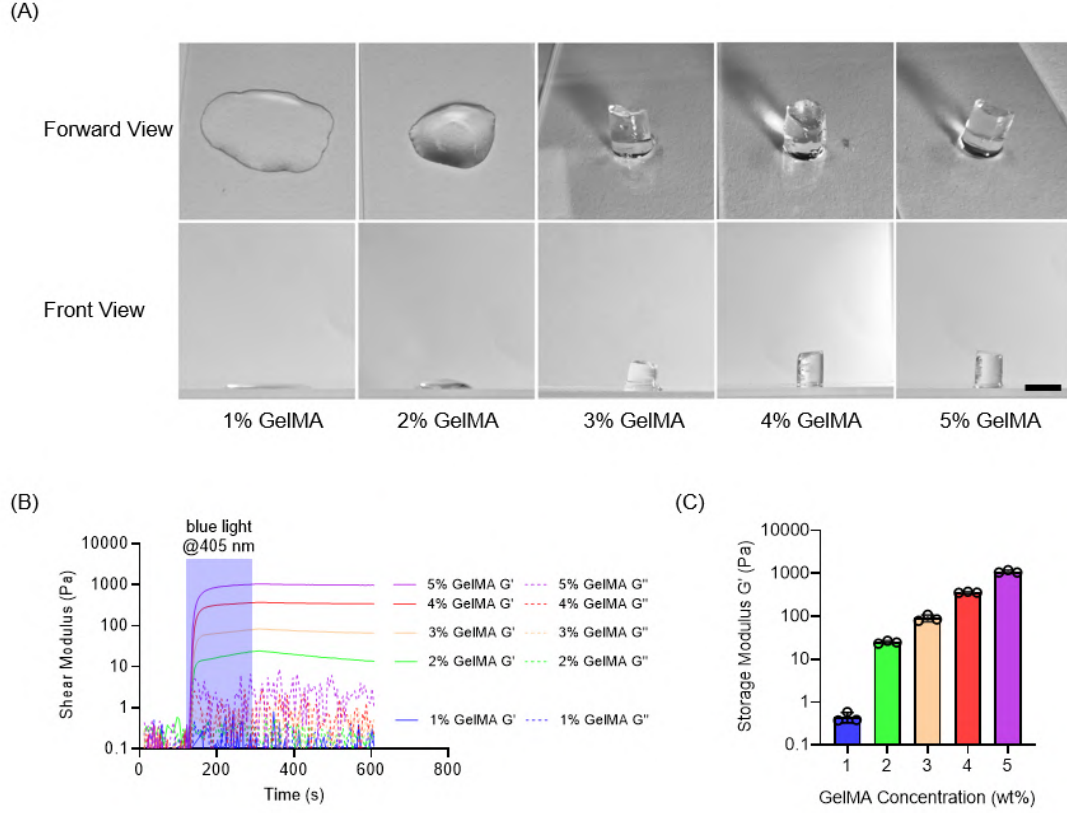 (A)
Forward View
Front View
1% GelMA 2% GelMA 3% GelMA 4% GelMA 5% GelMA
(B)
blue light
@405 nm
Shear Modulus (Pa)
10000
1000
100
10
1
0.1
0 200 400 600 800
Time (s)
5% GelMA G' 5% GelMA G''
4% GelMA G' 4% GelMA G''
3% GelMA G' 3% GelMA G''
2% GelMA G' 2% GelMA G''
1% GelMA G' 1% GelMA G''
(C)
Storage Modulus G' (Pa)
10000
1000
100
10
1
0.1
1 2 3 4 5
GelMA Concentration (wt%)